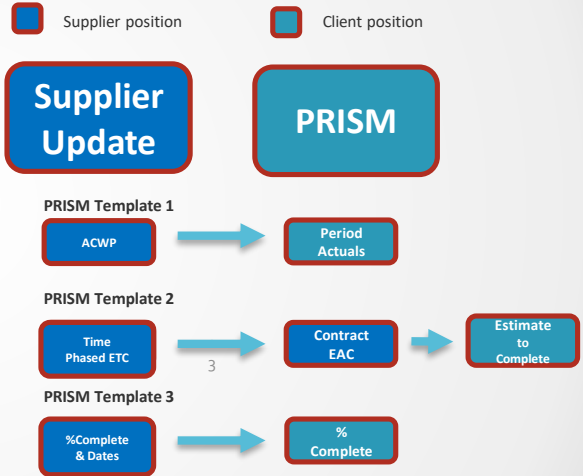 Supplier position
Client position
Supplier
Update
PRISM
PRISM Template 1
ACWP
Period
Actuals
PRISM Template 2
Time
Phased ETC
3
Contract
EAC
Estimate
to
Complete
PRISM Template 3
%Complete
& Dates
%
Complete